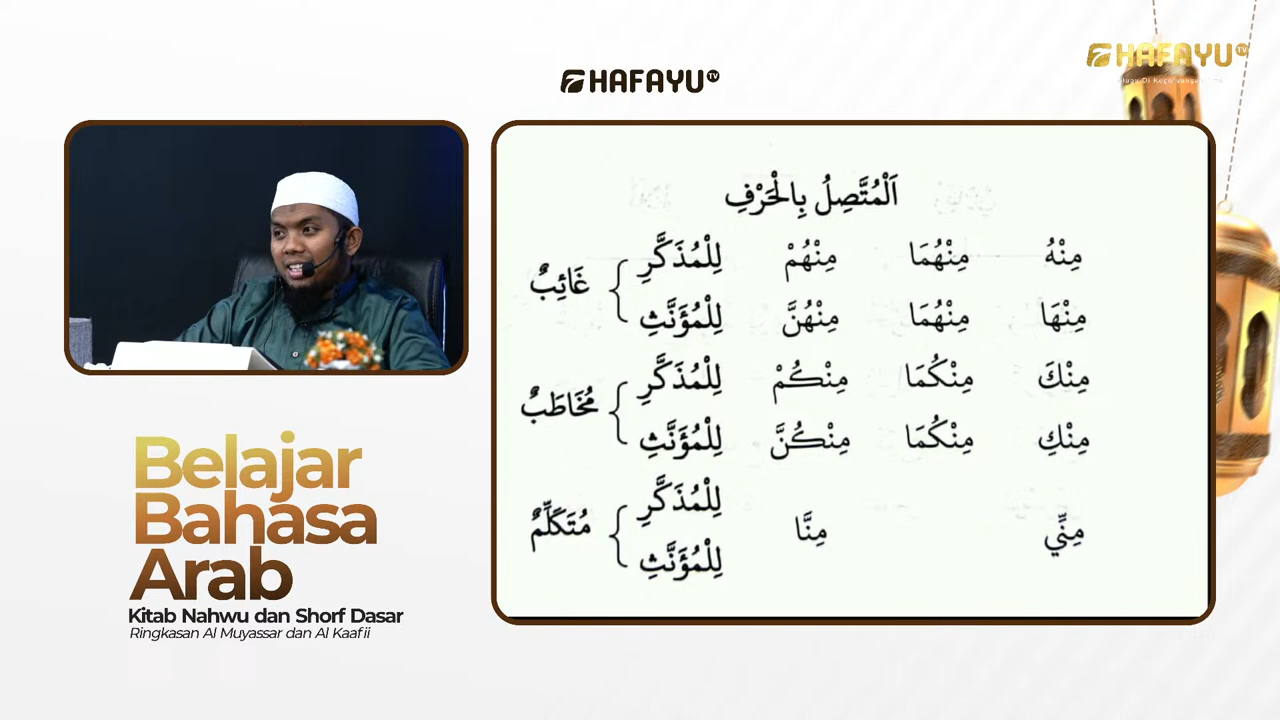 HAFAYU TV
HAFAYU TV
اَلْمُتَّصِلُ بِالْحَرْفِ
مِنْهُ مِنْهُمَا مِنْهُمْ لِلْمُذَكَّرِ
غَائِبٌ
مِنْهَا مِنْهُمَا مِنْهُنَّ لِلْمُؤَنَّثِ
مِنْكَ مِنْكُمَا مِنْكُمْ لِلْمُذَكَّرِ
مُخَاطَبٌ
مِنْكِ مِنْكُمَا مِنْكُنَّ لِلْمُؤَنَّثِ
لِلْمُذَكَّرِ
مِنِّي مِنَّا مُتَكَلِّمٌ
لِلْمُؤَنَّثِ
Belajar
Bahasa
Arab
Kitab Nahwu dan Shorf Dasar
Ringkasan Al Muyassar dan Al Kaafii